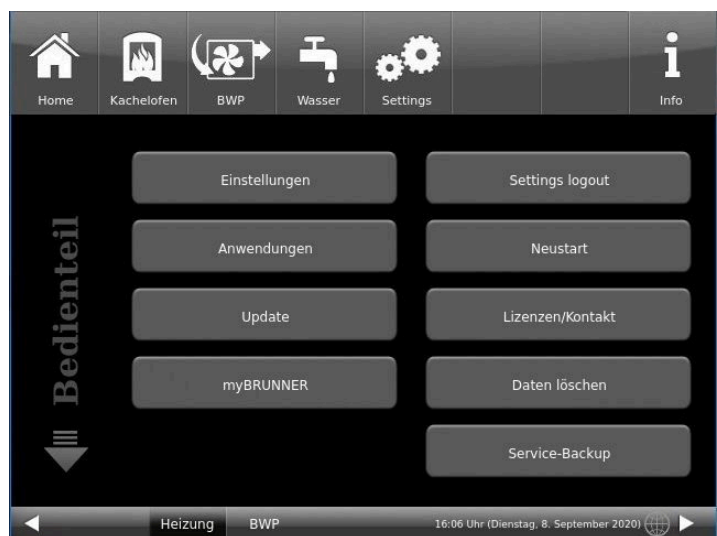 Home Kachelofen BWP Wasser Settings Info
Bedienteil
Einstellungen Settings logout
Anwendungen Neustart
Update Lizenzen/Kontakt
myBRUNNER Daten löschen
Service-Backup
Heizung BWP 16:06 Uhr (Dienstag, 8. September 2020)